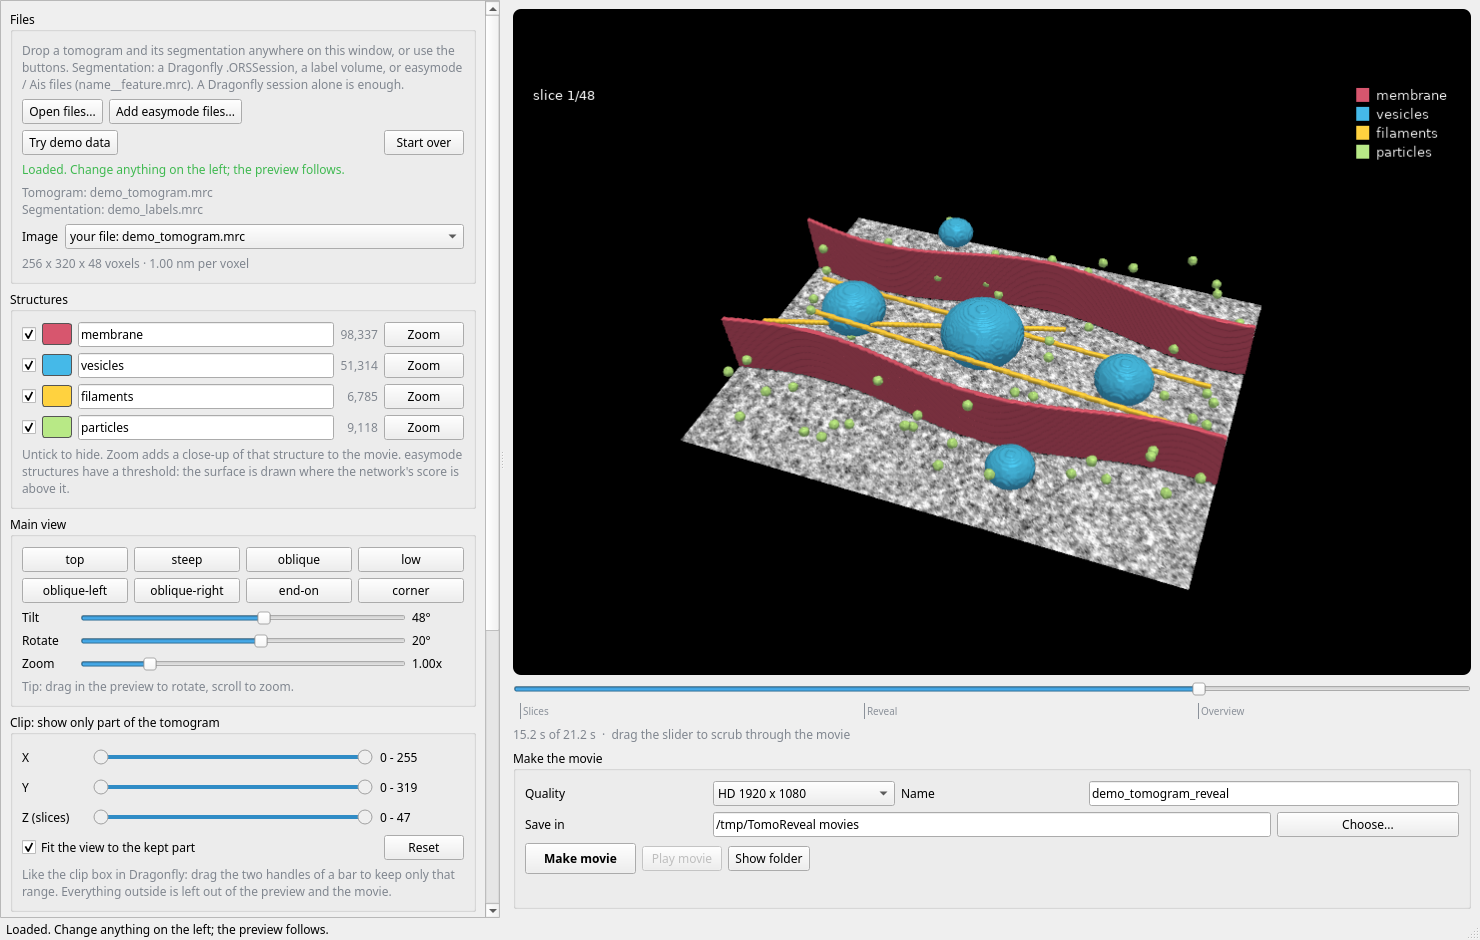 Files
Drop a tomogram and its segmentation anywhere on this window, or use the
buttons. Segmentation: a Dragonfly .ORSSession, a label volume, or easymode
/ Ais files (name__feature.mrc). A Dragonfly session alone is enough.
Open files...
Add easymode files...
Try demo data
Start over
Loaded. Change anything on the left; the preview follows.
Tomogram: demo_tomogram.mrc
Segmentation: demo_labels.mrc
Image
your file: demo_tomogram.mrc
256 x 320 x 48 voxels · 1.00 nm per voxel
Structures
membrane 98,337 Zoom
vesicles 51,314 Zoom
filaments 6,785 Zoom
particles 9,118 Zoom
Untick to hide. Zoom adds a close-up of that structure to the movie. easymode
structures have a threshold: the surface is drawn where the network's score is
above it.
Main view
top steep oblique low
oblique-left oblique-right end-on corner
Tilt 48°
Rotate 20°
Zoom 1.00x
Tip: drag in the preview to rotate, scroll to zoom.
Clip: show only part of the tomogram
X 0 - 255
Y 0 - 319
Z (slices) 0 - 47
Fit the view to the kept part Reset
Like the clip box in Dragonfly: drag the two handles of a bar to keep only that
range. Everything outside is left out of the preview and the movie.
Loaded. Change anything on the left; the preview follows.
slice 1/48
membrane
vesicles
filaments
particles
Slices Reveal Overview
15.2 s of 21.2 s · drag the slider to scrub through the movie
Make the movie
Quality HD 1920 x 1080 Name demo_tomogram_reveal
Save in /tmp/TomoReveal movies Choose...
Make movie Play movie Show folder